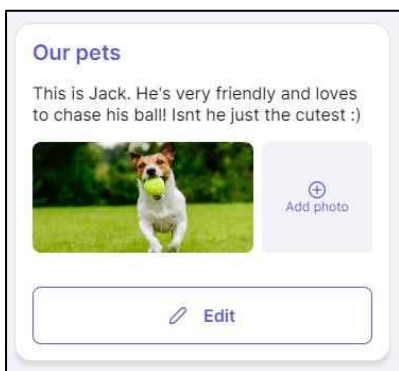 Our pets
This is Jack. He's very friendly and loves
to chase his ball! Isnt he just the cutest :)
Add photo
Edit